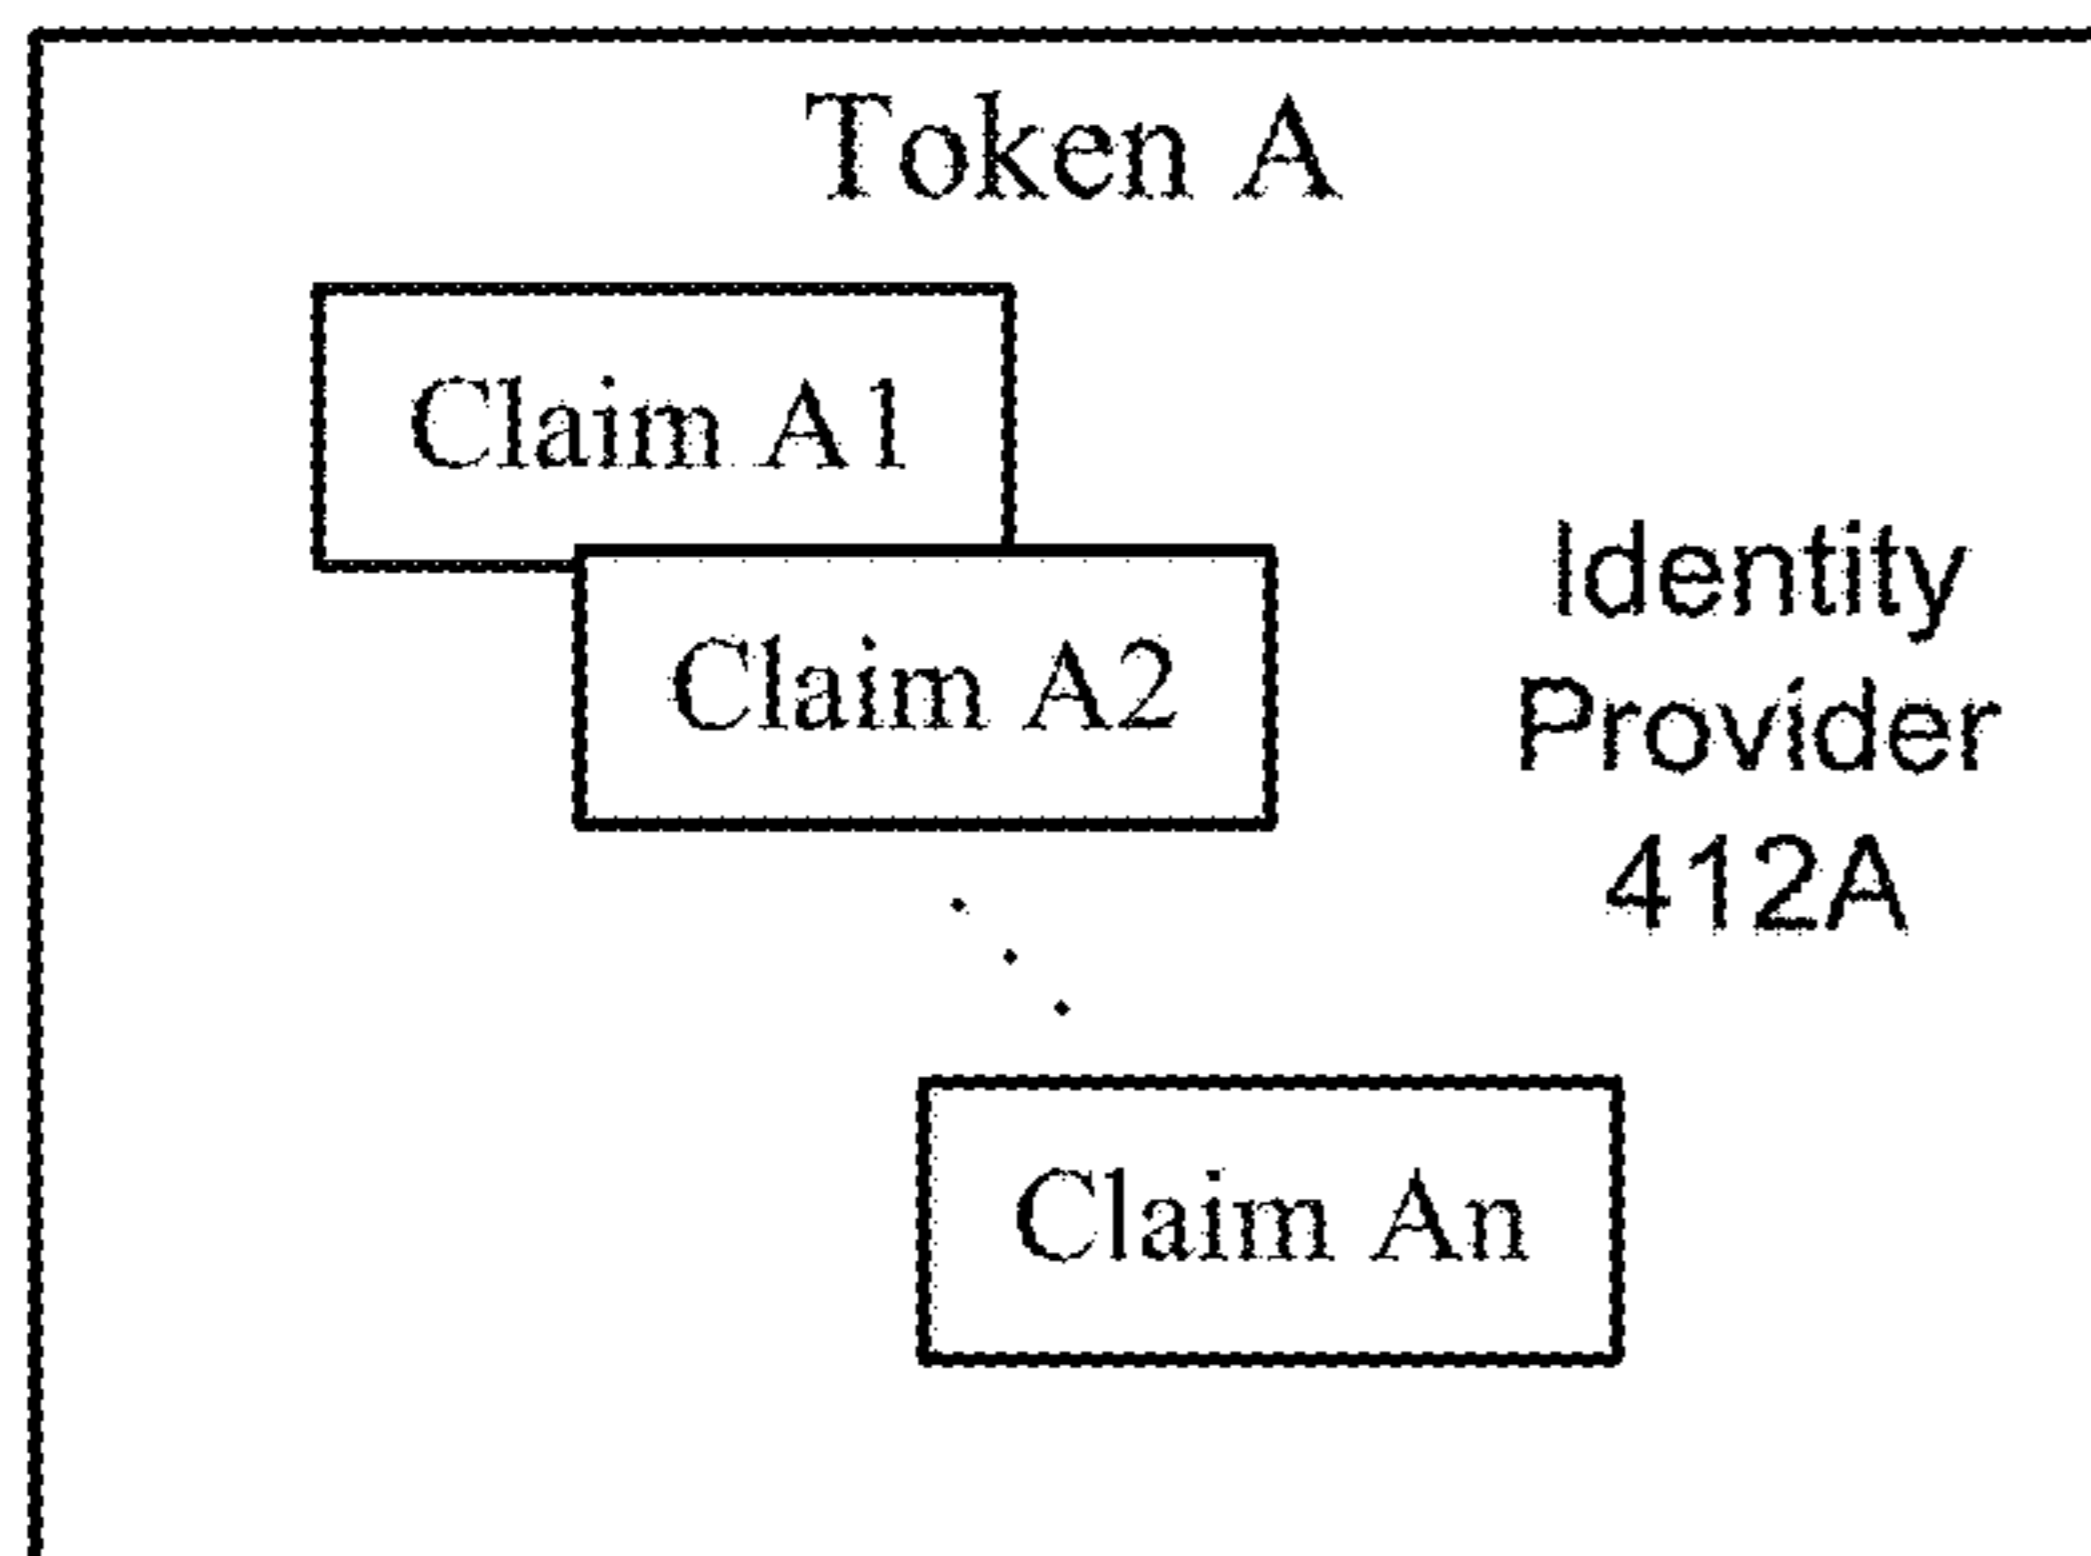 Token A
Claim A1
Claim A2
Identity
Provider
412A
Claim An